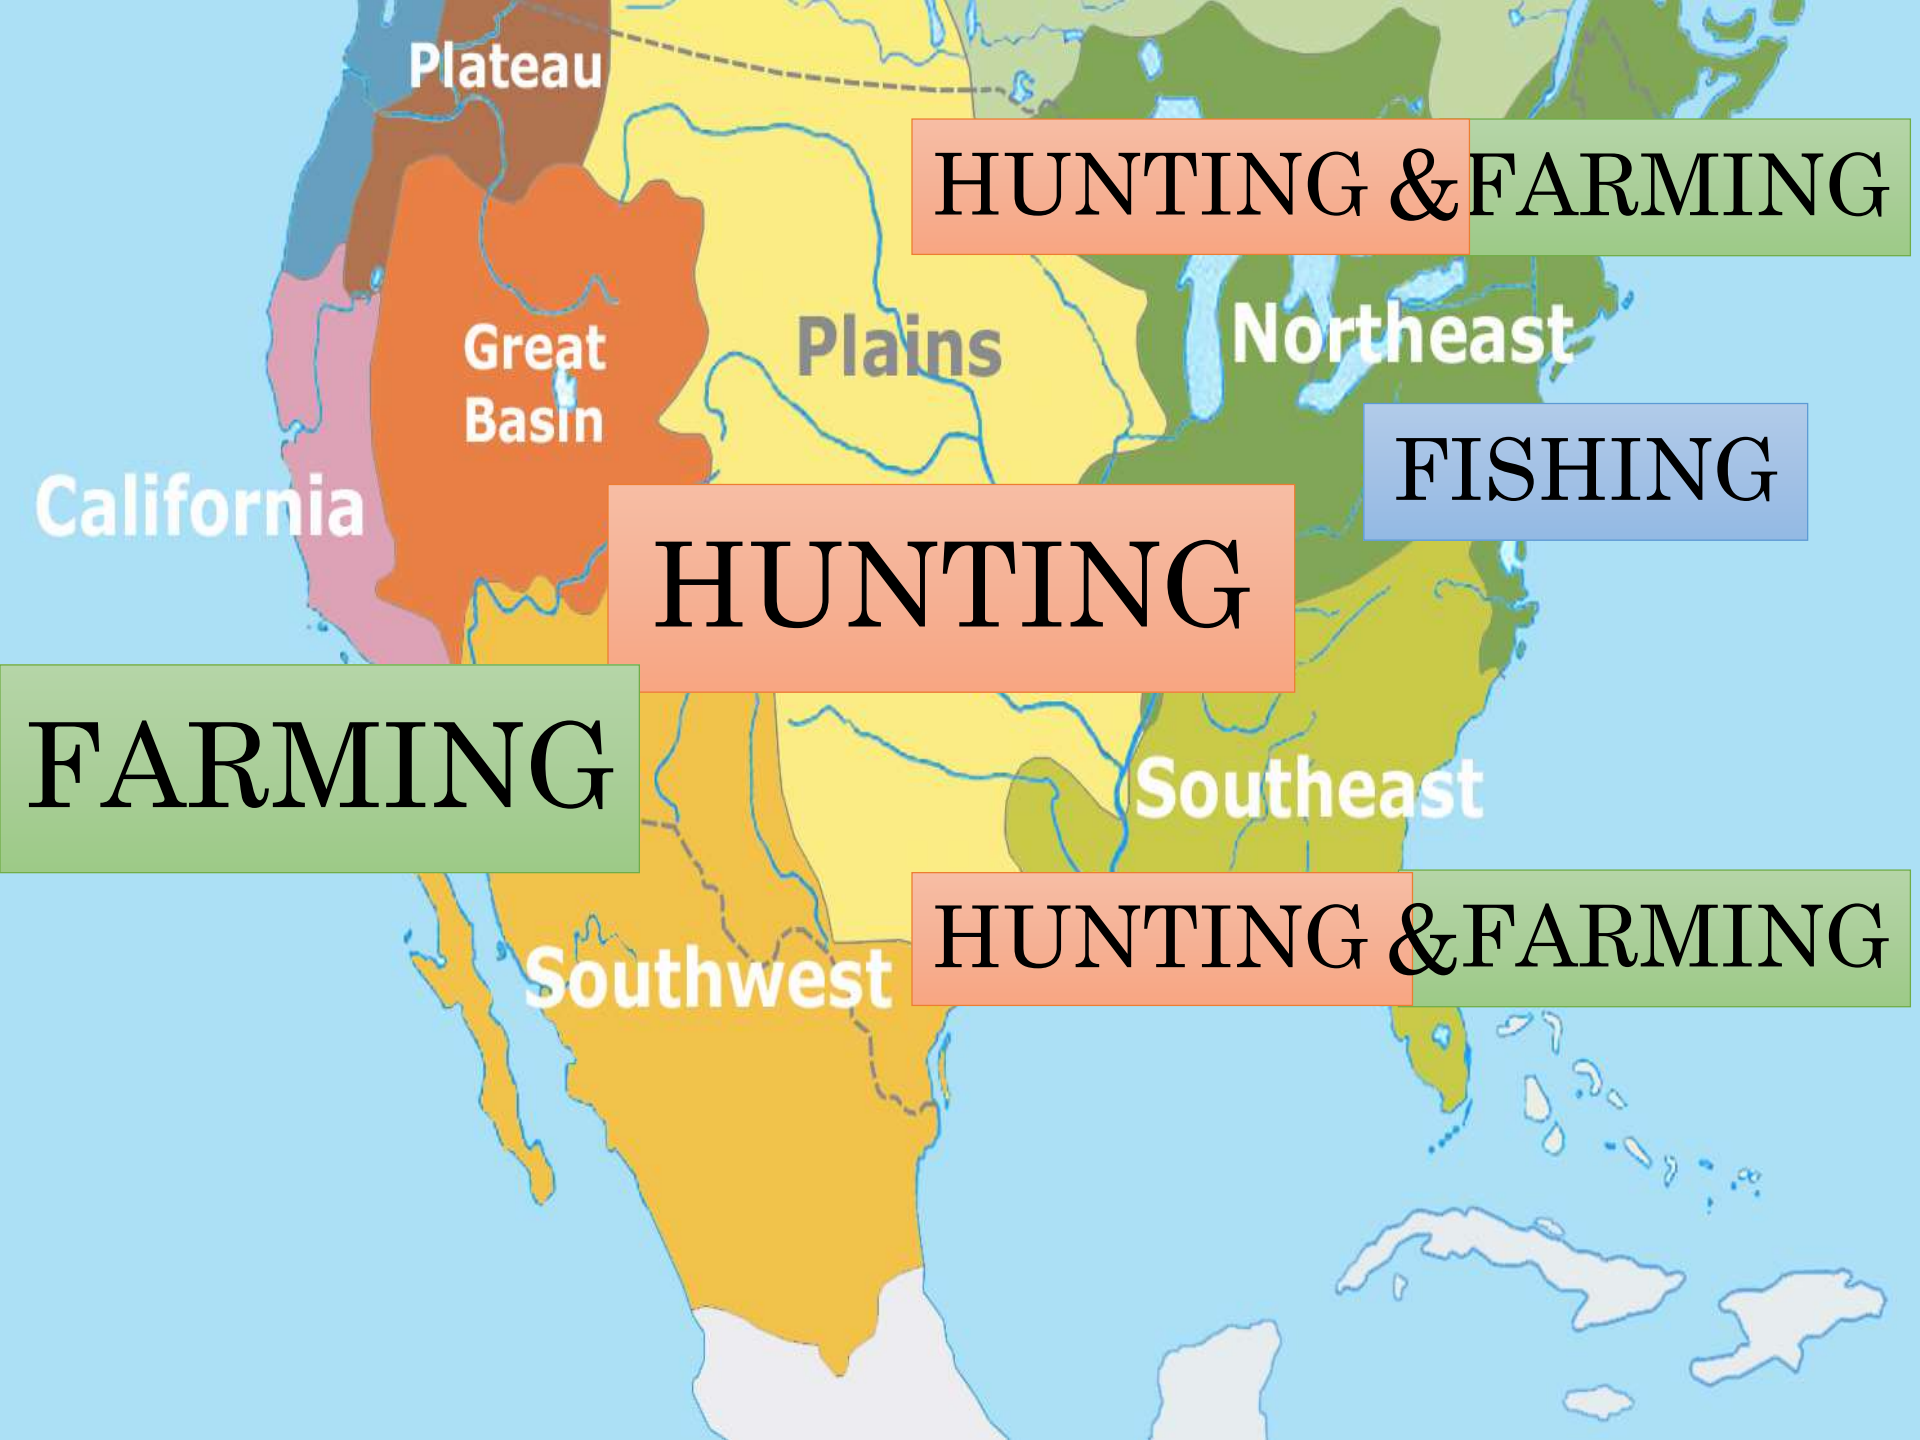 Plateau
HUNTING & FARMING
Great
Basin
Plains
Northeast
FISHING
California
HUNTING
FARMING
Southeast
HUNTING & FARMING
Southwest